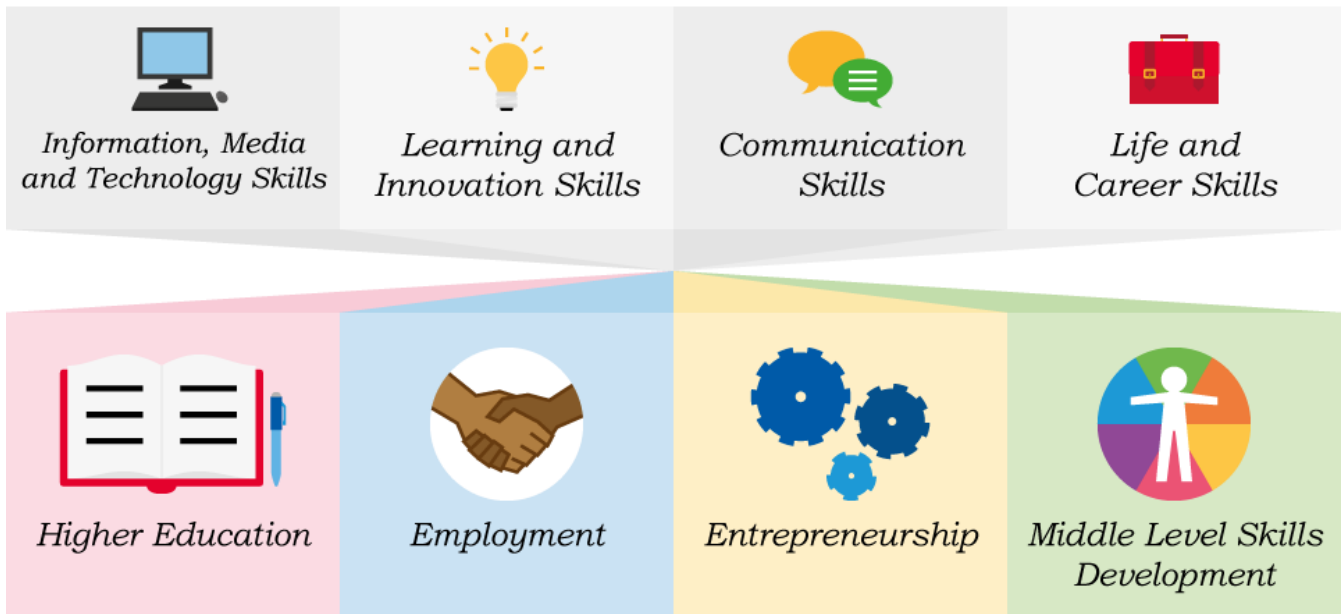 Information, Media
and Technology Skills
Learning and
Innovation Skills
Communication
Skills
Life and
Career Skills
Higher Education
Employment
Entrepreneurship
Middle Level Skills
Development